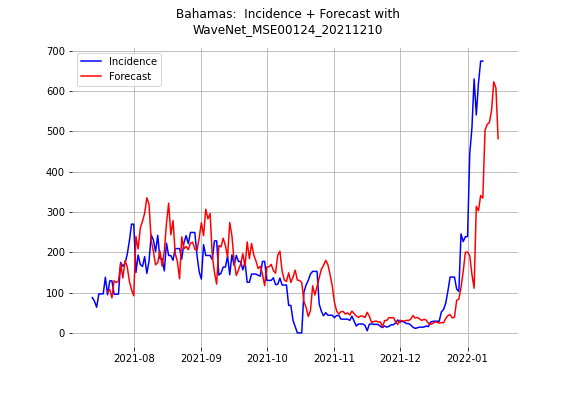 Bahamas:  Incidence + Forecast with
WaveNet_MSE00124_20211210
Incidence
Forecast
700
600
500
400
300
200
100
0
2021-08 2021-09 2021-10 2021-11 2021-12 2022-01